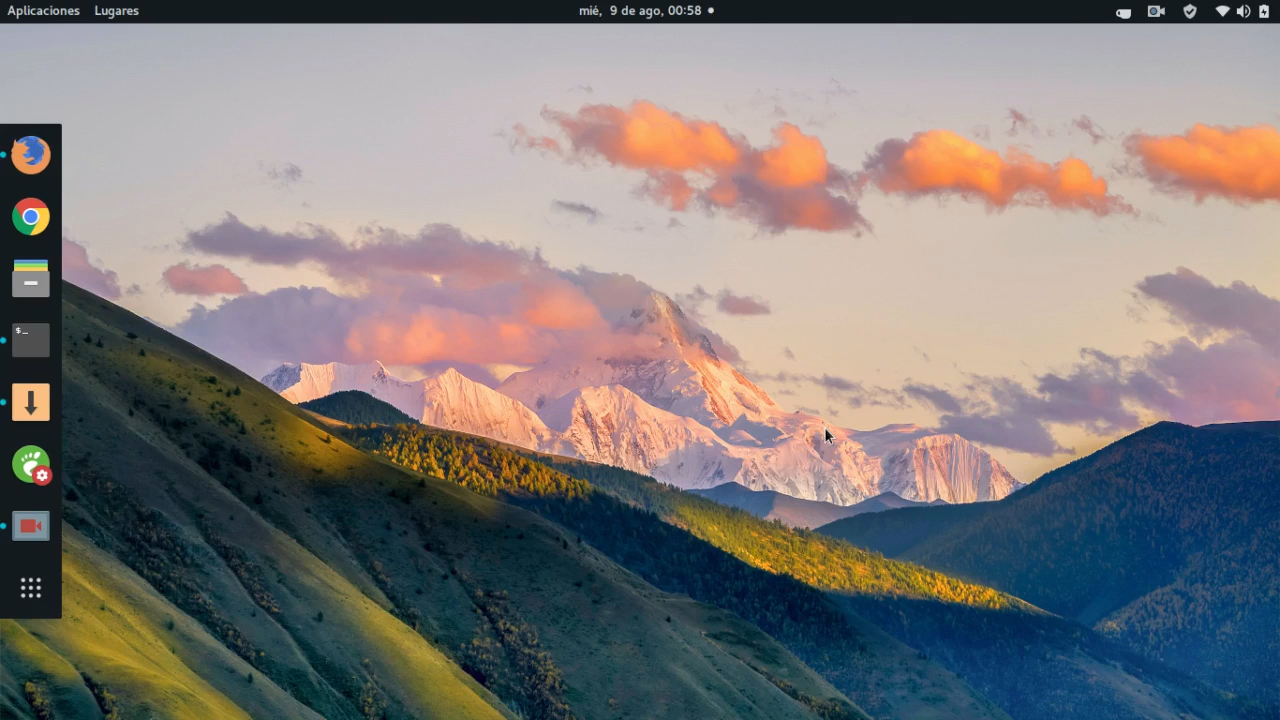 Aplicaciones Lugares mié, 9 de ago, 00:58
$_